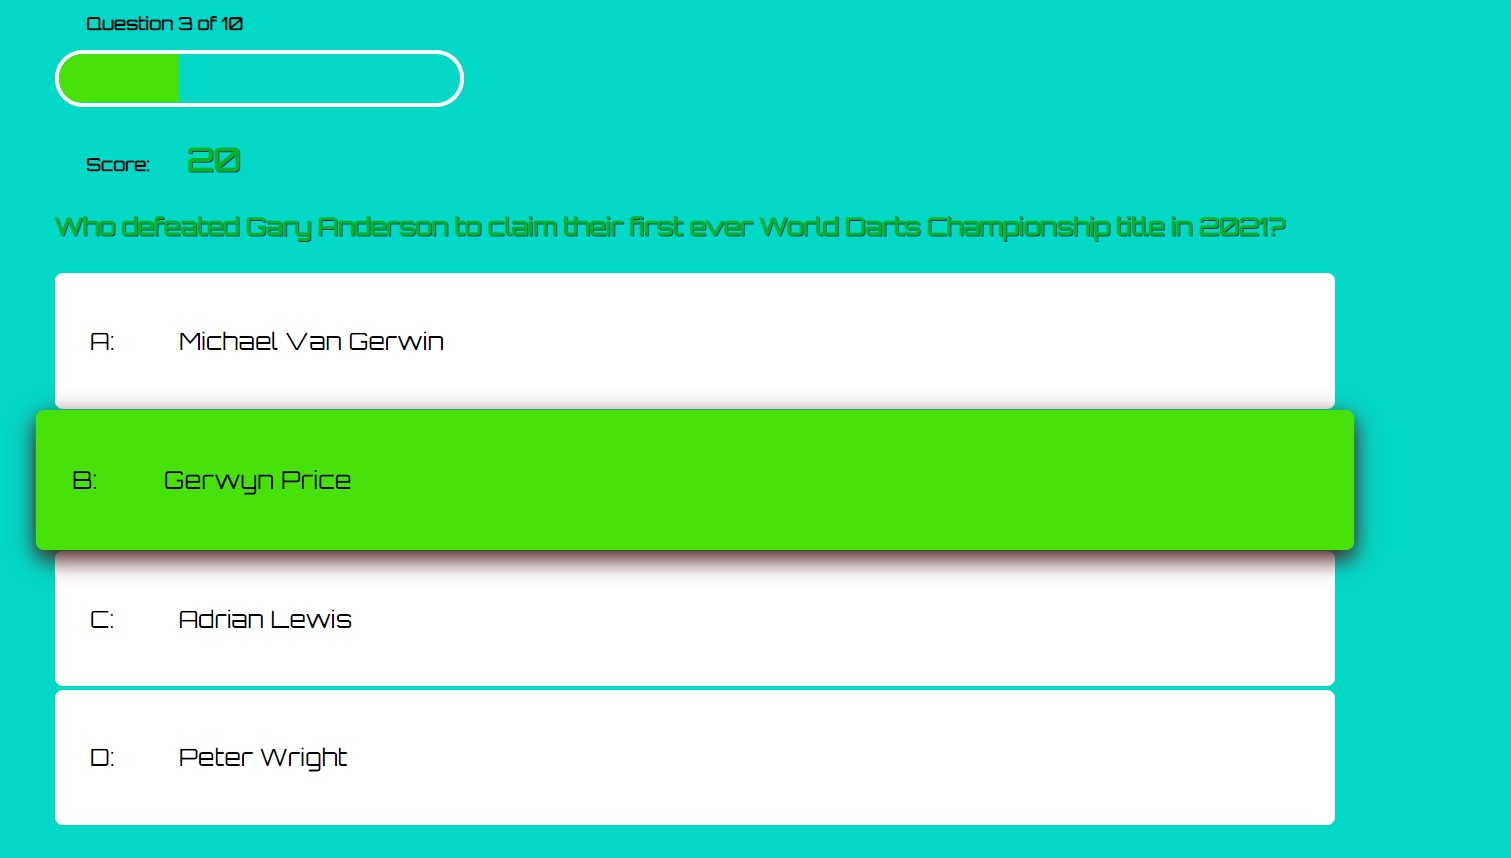 Question 3 of 10
Score: 20
Who defeated Gary Anderson to claim their first ever World Darts Championship title in 2021?
A: Michael Van Gerwin
B: Gerwyn Price
C: Adrian Lewis
D: Peter Wright